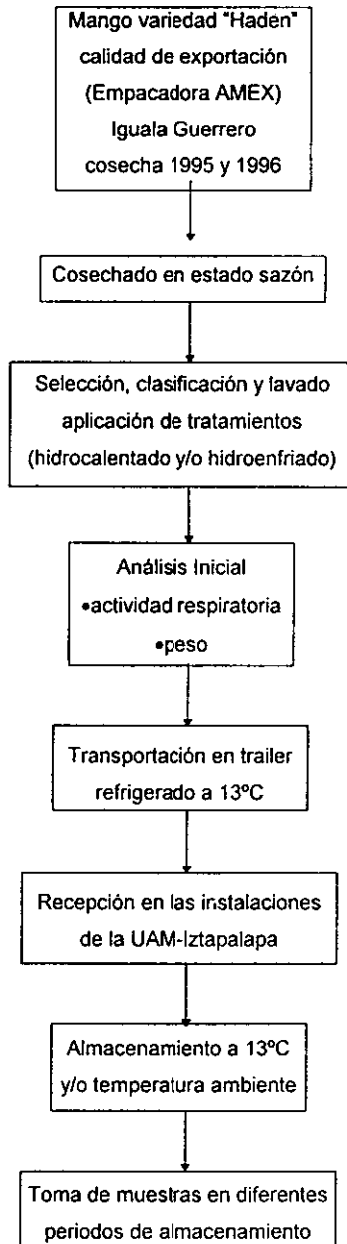 Mango variedad "Haden"
calidad de exportación
(Empacadora AMEX)
Iguala Guerrero
cosecha 1995 y 1996
Cosechado en estado sazón
Selección, clasificación y lavado
aplicación de tratamientos
(hidrocalentado y/o hidroenfriado)
Análisis Inicial
•actividad respiratoria
•peso
Transportación en trailer
refrigerado a 13ºC
Recepción en las instalaciones
de la UAM-Iztapalapa
Almacenamiento a 13ºC
y/o temperatura ambiente
Toma de muestras en diferentes
periodos de almacenamiento